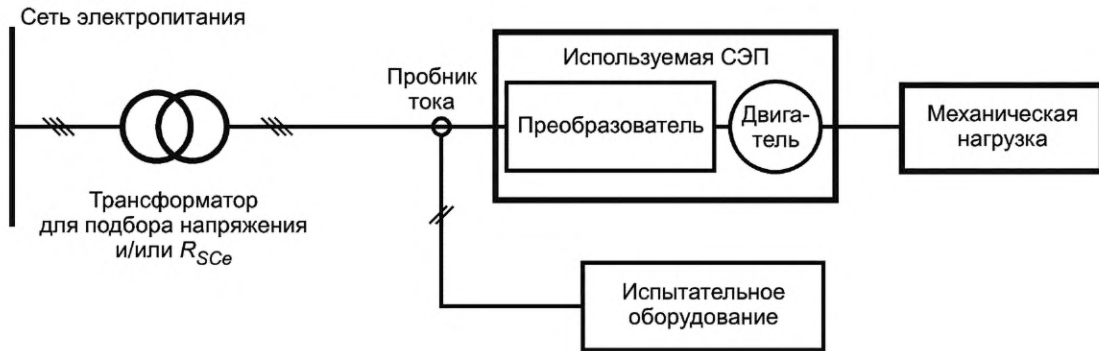 Сеть электропитания
Используемая СЭП
Пробник
тока
Преобразователь
Двига-
тель
Механическая
нагрузка
Трансформатор
для подбора напряжения
и/или R_SCe
Испытательное
оборудование